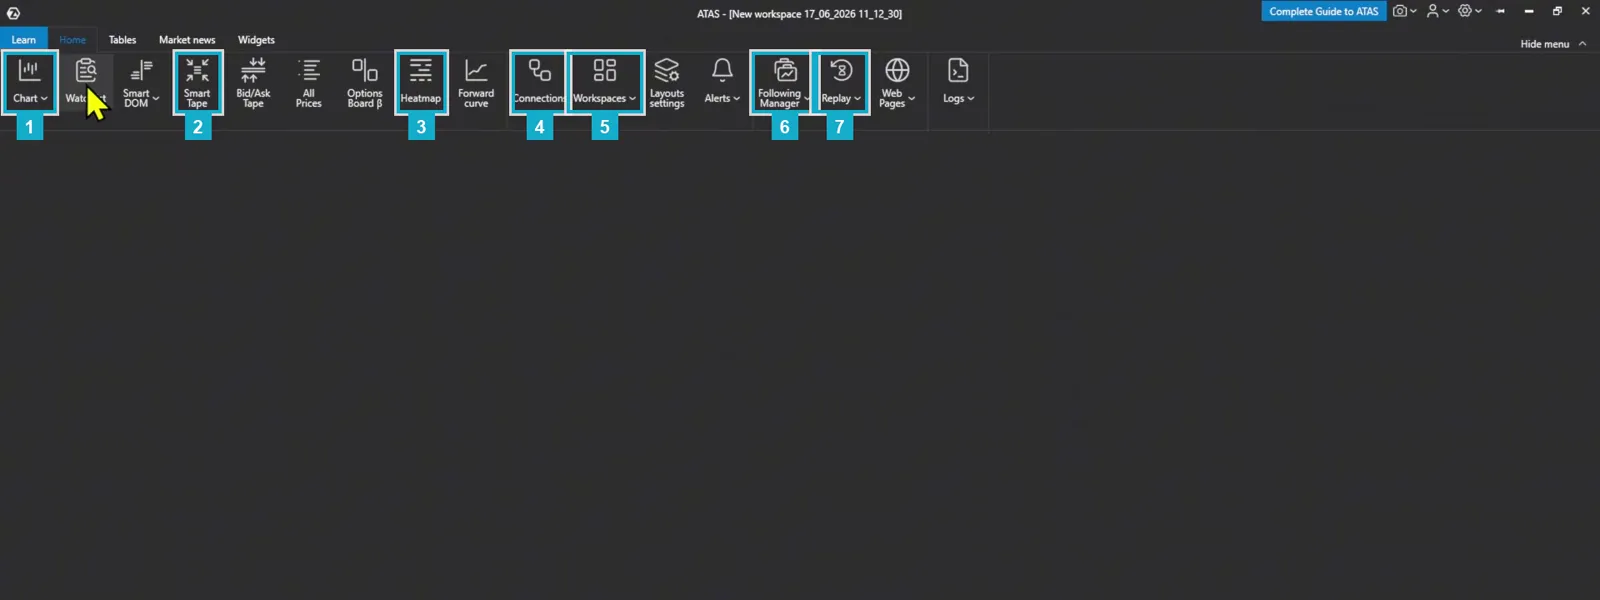 ATAS - [New workspace 17_06_2026 11_12_30]
Complete Guide to ATAS
Learn Home Tables Market news Widgets
Hide menu
Chart
Smart DOM
Smart Tape
Bid/Ask Tape
All Prices
Options Board β
Heatmap
Forward curve
Connections
Workspaces
Layouts settings
Alerts
Following Manager
Replay
Web Pages
Logs
1 2 3 4 5 6 7